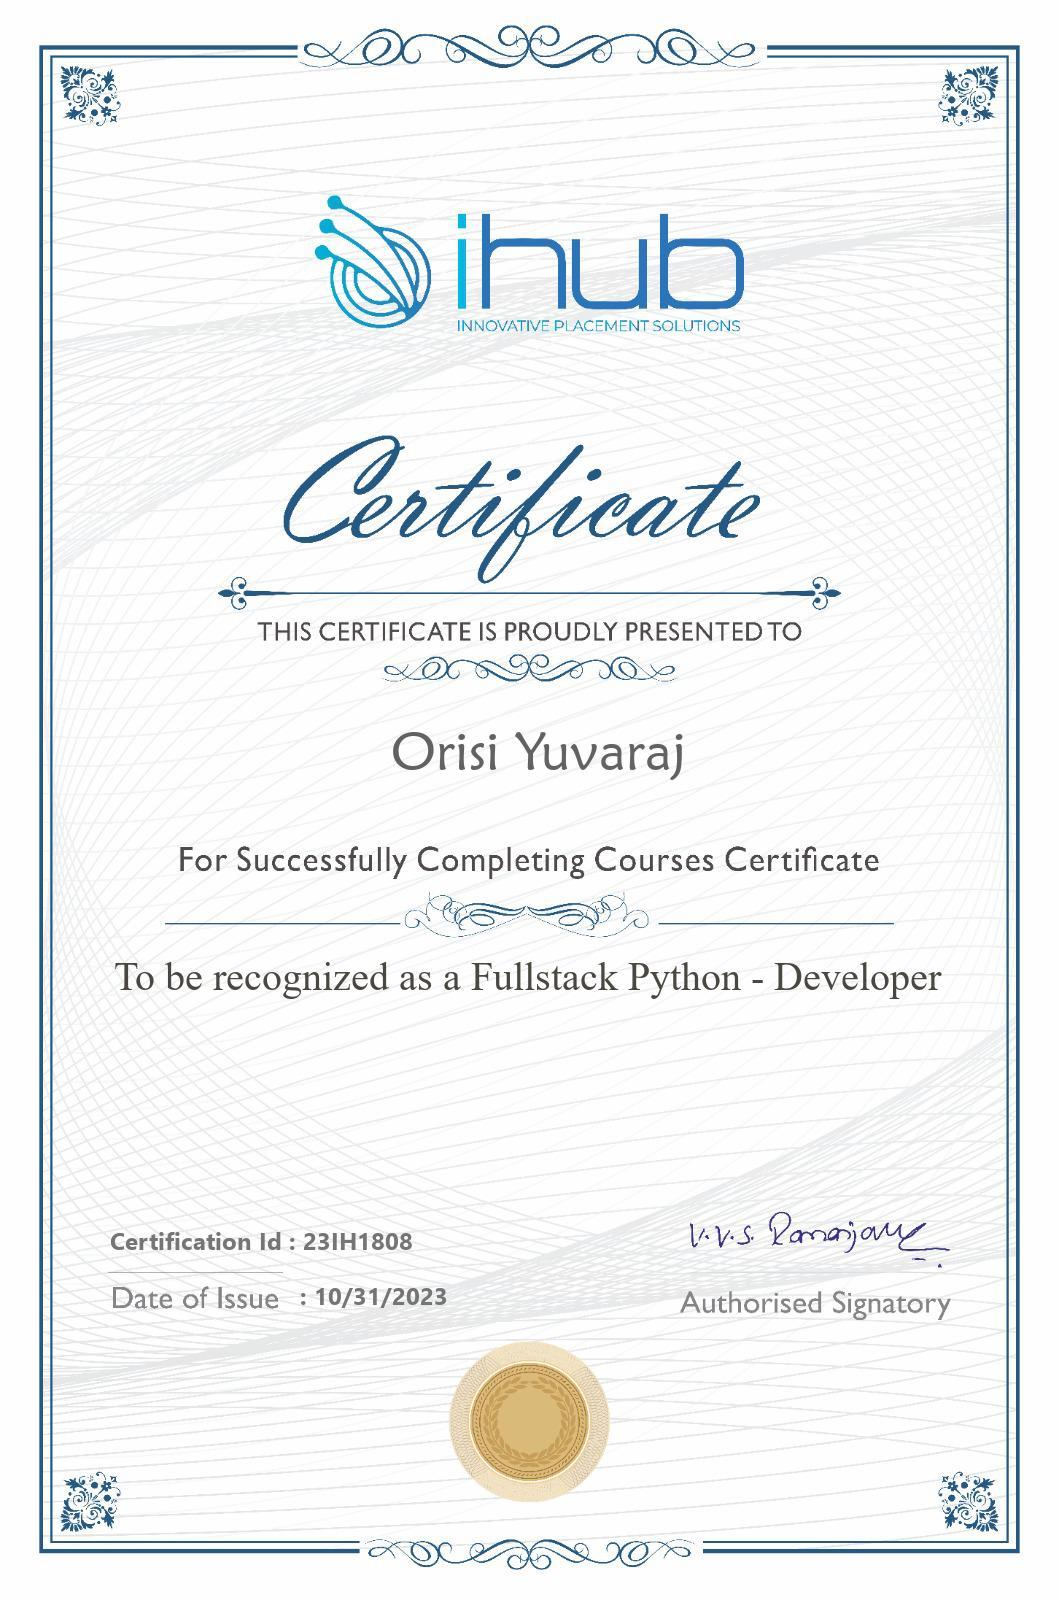 ihub
INNOVATIVE PLACEMENT SOLUTIONS
Certificate
THIS CERTIFICATE IS PROUDLY PRESENTED TO
Orisi Yuvaraj
For Successfully Completing Courses Certificate
To be recognized as a Fullstack Python - Developer
Certification Id : 23IH1808
Date of Issue : 10/31/2023
V.V.S.
Authorised Signatory